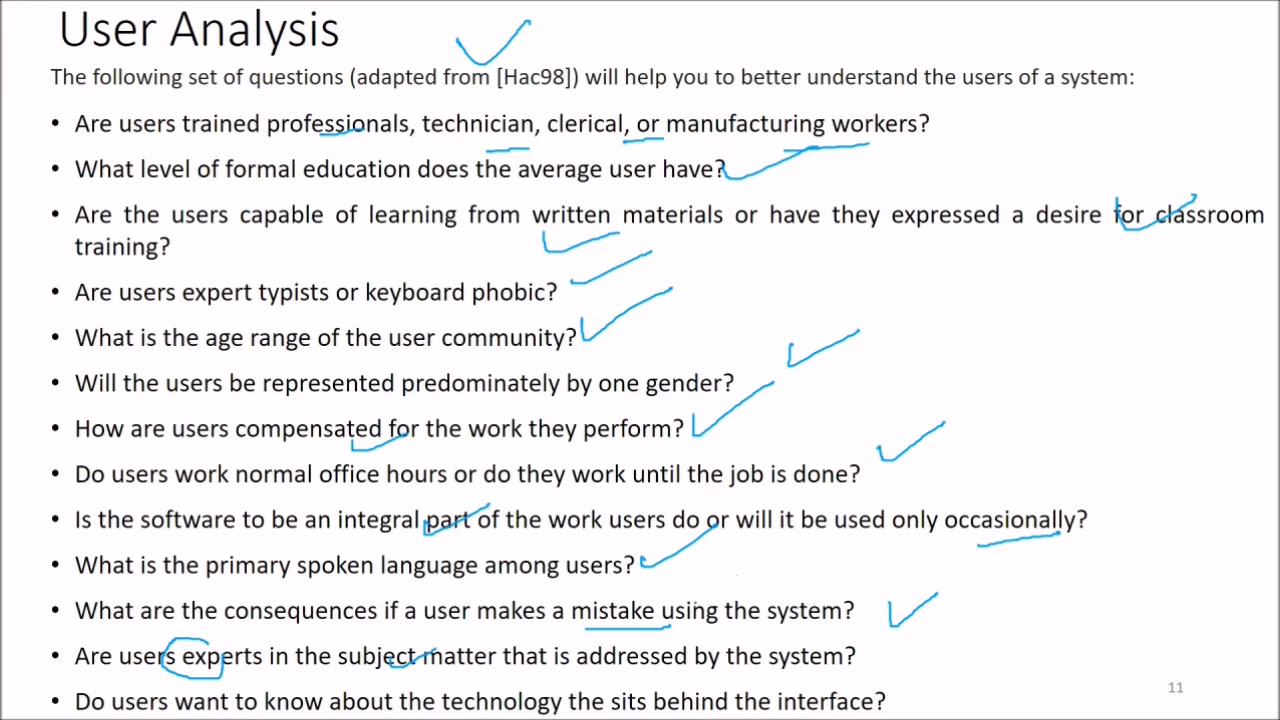 User Analysis
The following set of questions (adapted from [Hac98]) will help you to better understand the users of a system:
• Are users trained professionals, technician, clerical, or manufacturing workers?
• What level of formal education does the average user have?
• Are the users capable of learning from written materials or have they expressed a desire for classroom
training?
• Are users expert typists or keyboard phobic?
• What is the age range of the user community?
• Will the users be represented predominately by one gender?
• How are users compensated for the work they perform?
• Do users work normal office hours or do they work until the job is done?
• Is the software to be an integral part of the work users do or will it be used only occasionally?
• What is the primary spoken language among users?
• What are the consequences if a user makes a mistake using the system?
• Are users experts in the subject matter that is addressed by the system?
• Do users want to know about the technology the sits behind the interface?
11